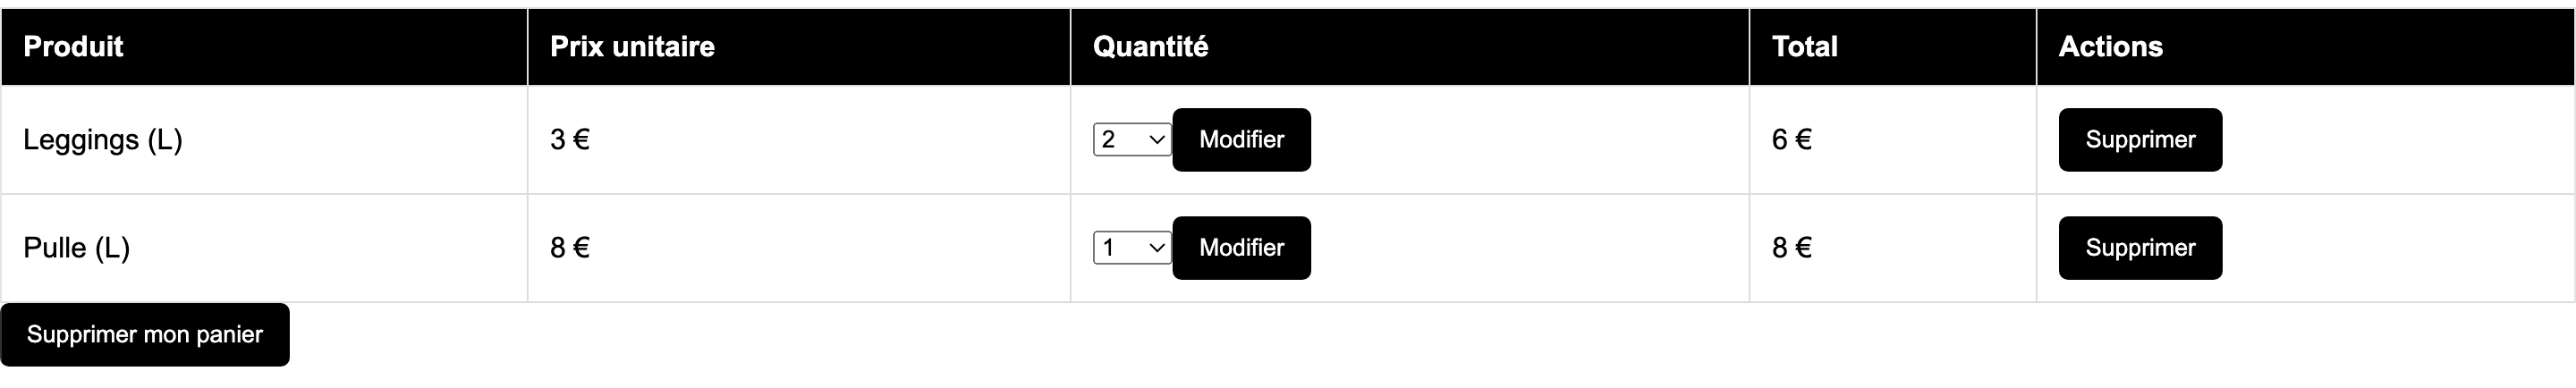 Produit Prix unitaire Quantité Total Actions
Leggings (L) 3 € 2 Modifier 6 € Supprimer
Pulle (L) 8 € 1 Modifier 8 € Supprimer
Supprimer mon panier